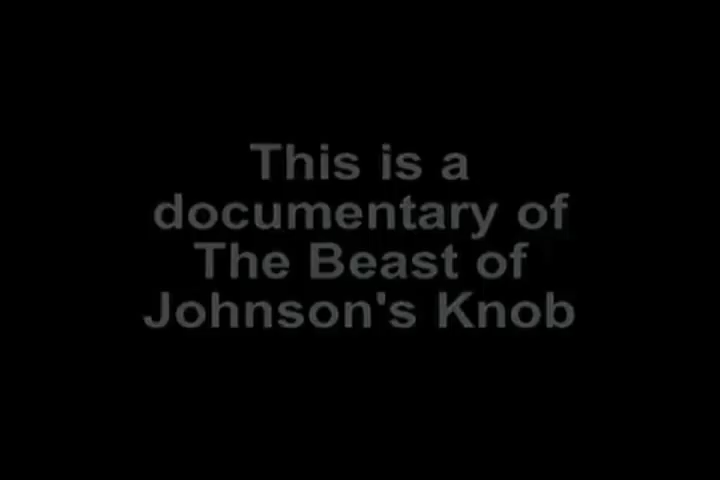 This is a
documentary of
The Beast of
Johnson's Knob